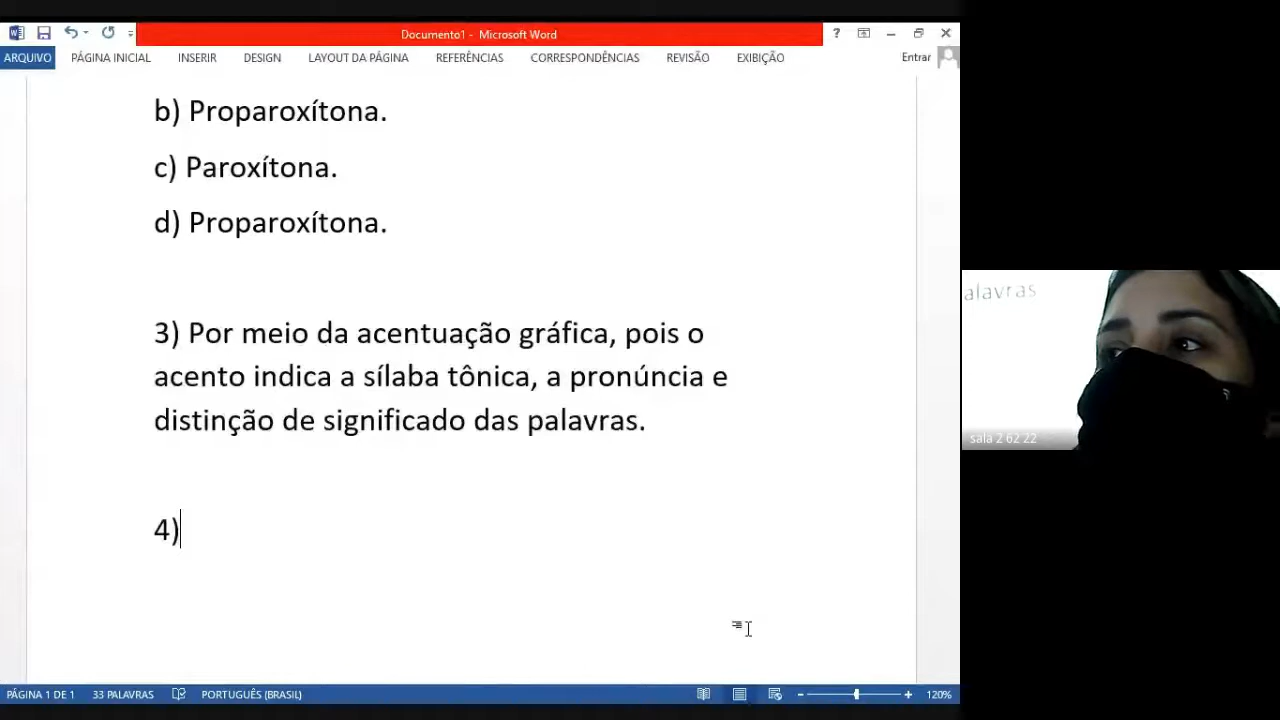 Documento1 - Microsoft Word
?
ARQUIVO PÁGINA INICIAL INSERIR DESIGN LAYOUT DA PÁGINA REFERÊNCIAS CORRESPONDÊNCIAS REVISÃO EXIBIÇÃO Entrar
b) Proparoxítona.
c) Paroxítona.
d) Proparoxítona.
3) Por meio da acentuação gráfica, pois o
acento indica a sílaba tônica, a pronúncia e
distinção de significado das palavras.
4)
alavras
sala 2 62 22
PÁGINA 1 DE 1 33 PALAVRAS PORTUGUÊS (BRASIL) 120%